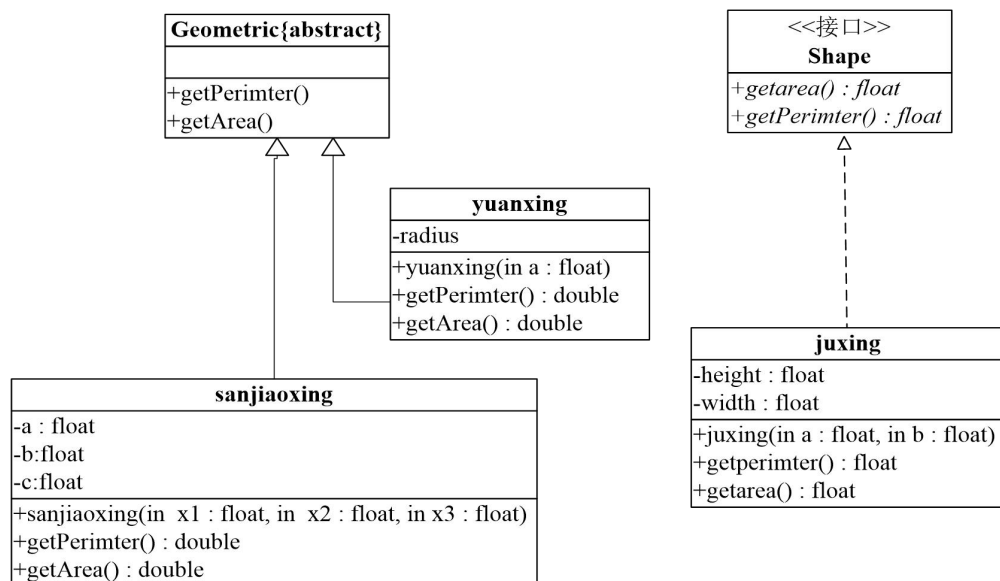 Geometric{abstract}
+getPerimter()
+getArea()
<<接口>>
Shape
+getarea() : float
+getPerimter() : float
yuanxing
-radius
+yuanxing(in a : float)
+getPerimter() : double
+getArea() : double
juxing
-height : float
-width : float
+juxing(in a : float, in b : float)
+getperimter() : float
+getarea() : float
sanjiaoxing
-a : float
-b:float
-c:float
+sanjiaoxing(in x1 : float, in x2 : float, in x3 : float)
+getPerimter() : double
+getArea() : double